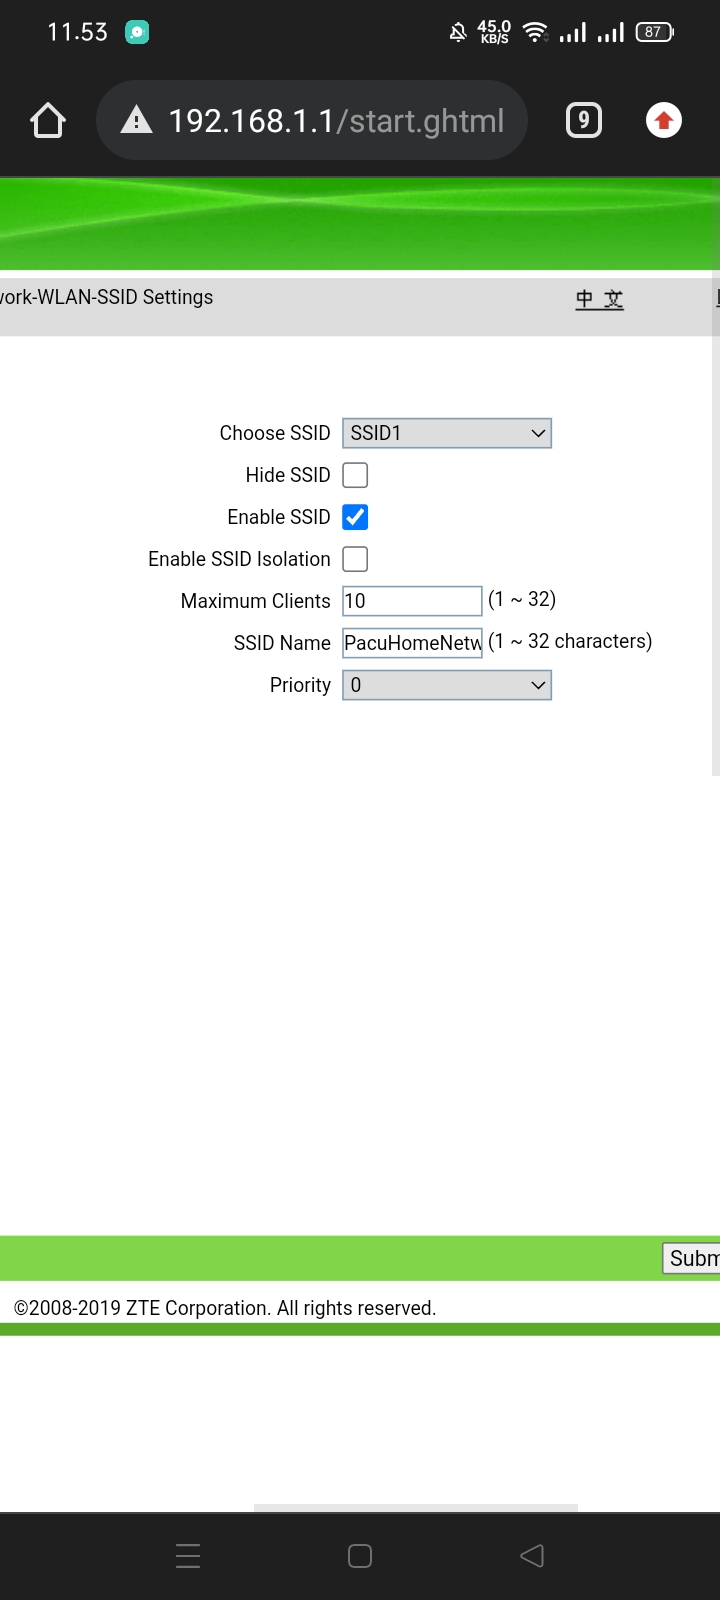 11.53
45.0
KB/S
87
192.168.1.1/start.ghtml
9
work-WLAN-SSID Settings
中 文
Choose SSID SSID1
Hide SSID
Enable SSID
Enable SSID Isolation
Maximum Clients 10 (1 ~ 32)
SSID Name PacuHomeNetw (1 ~ 32 characters)
Priority 0
Subm
©2008-2019 ZTE Corporation. All rights reserved.